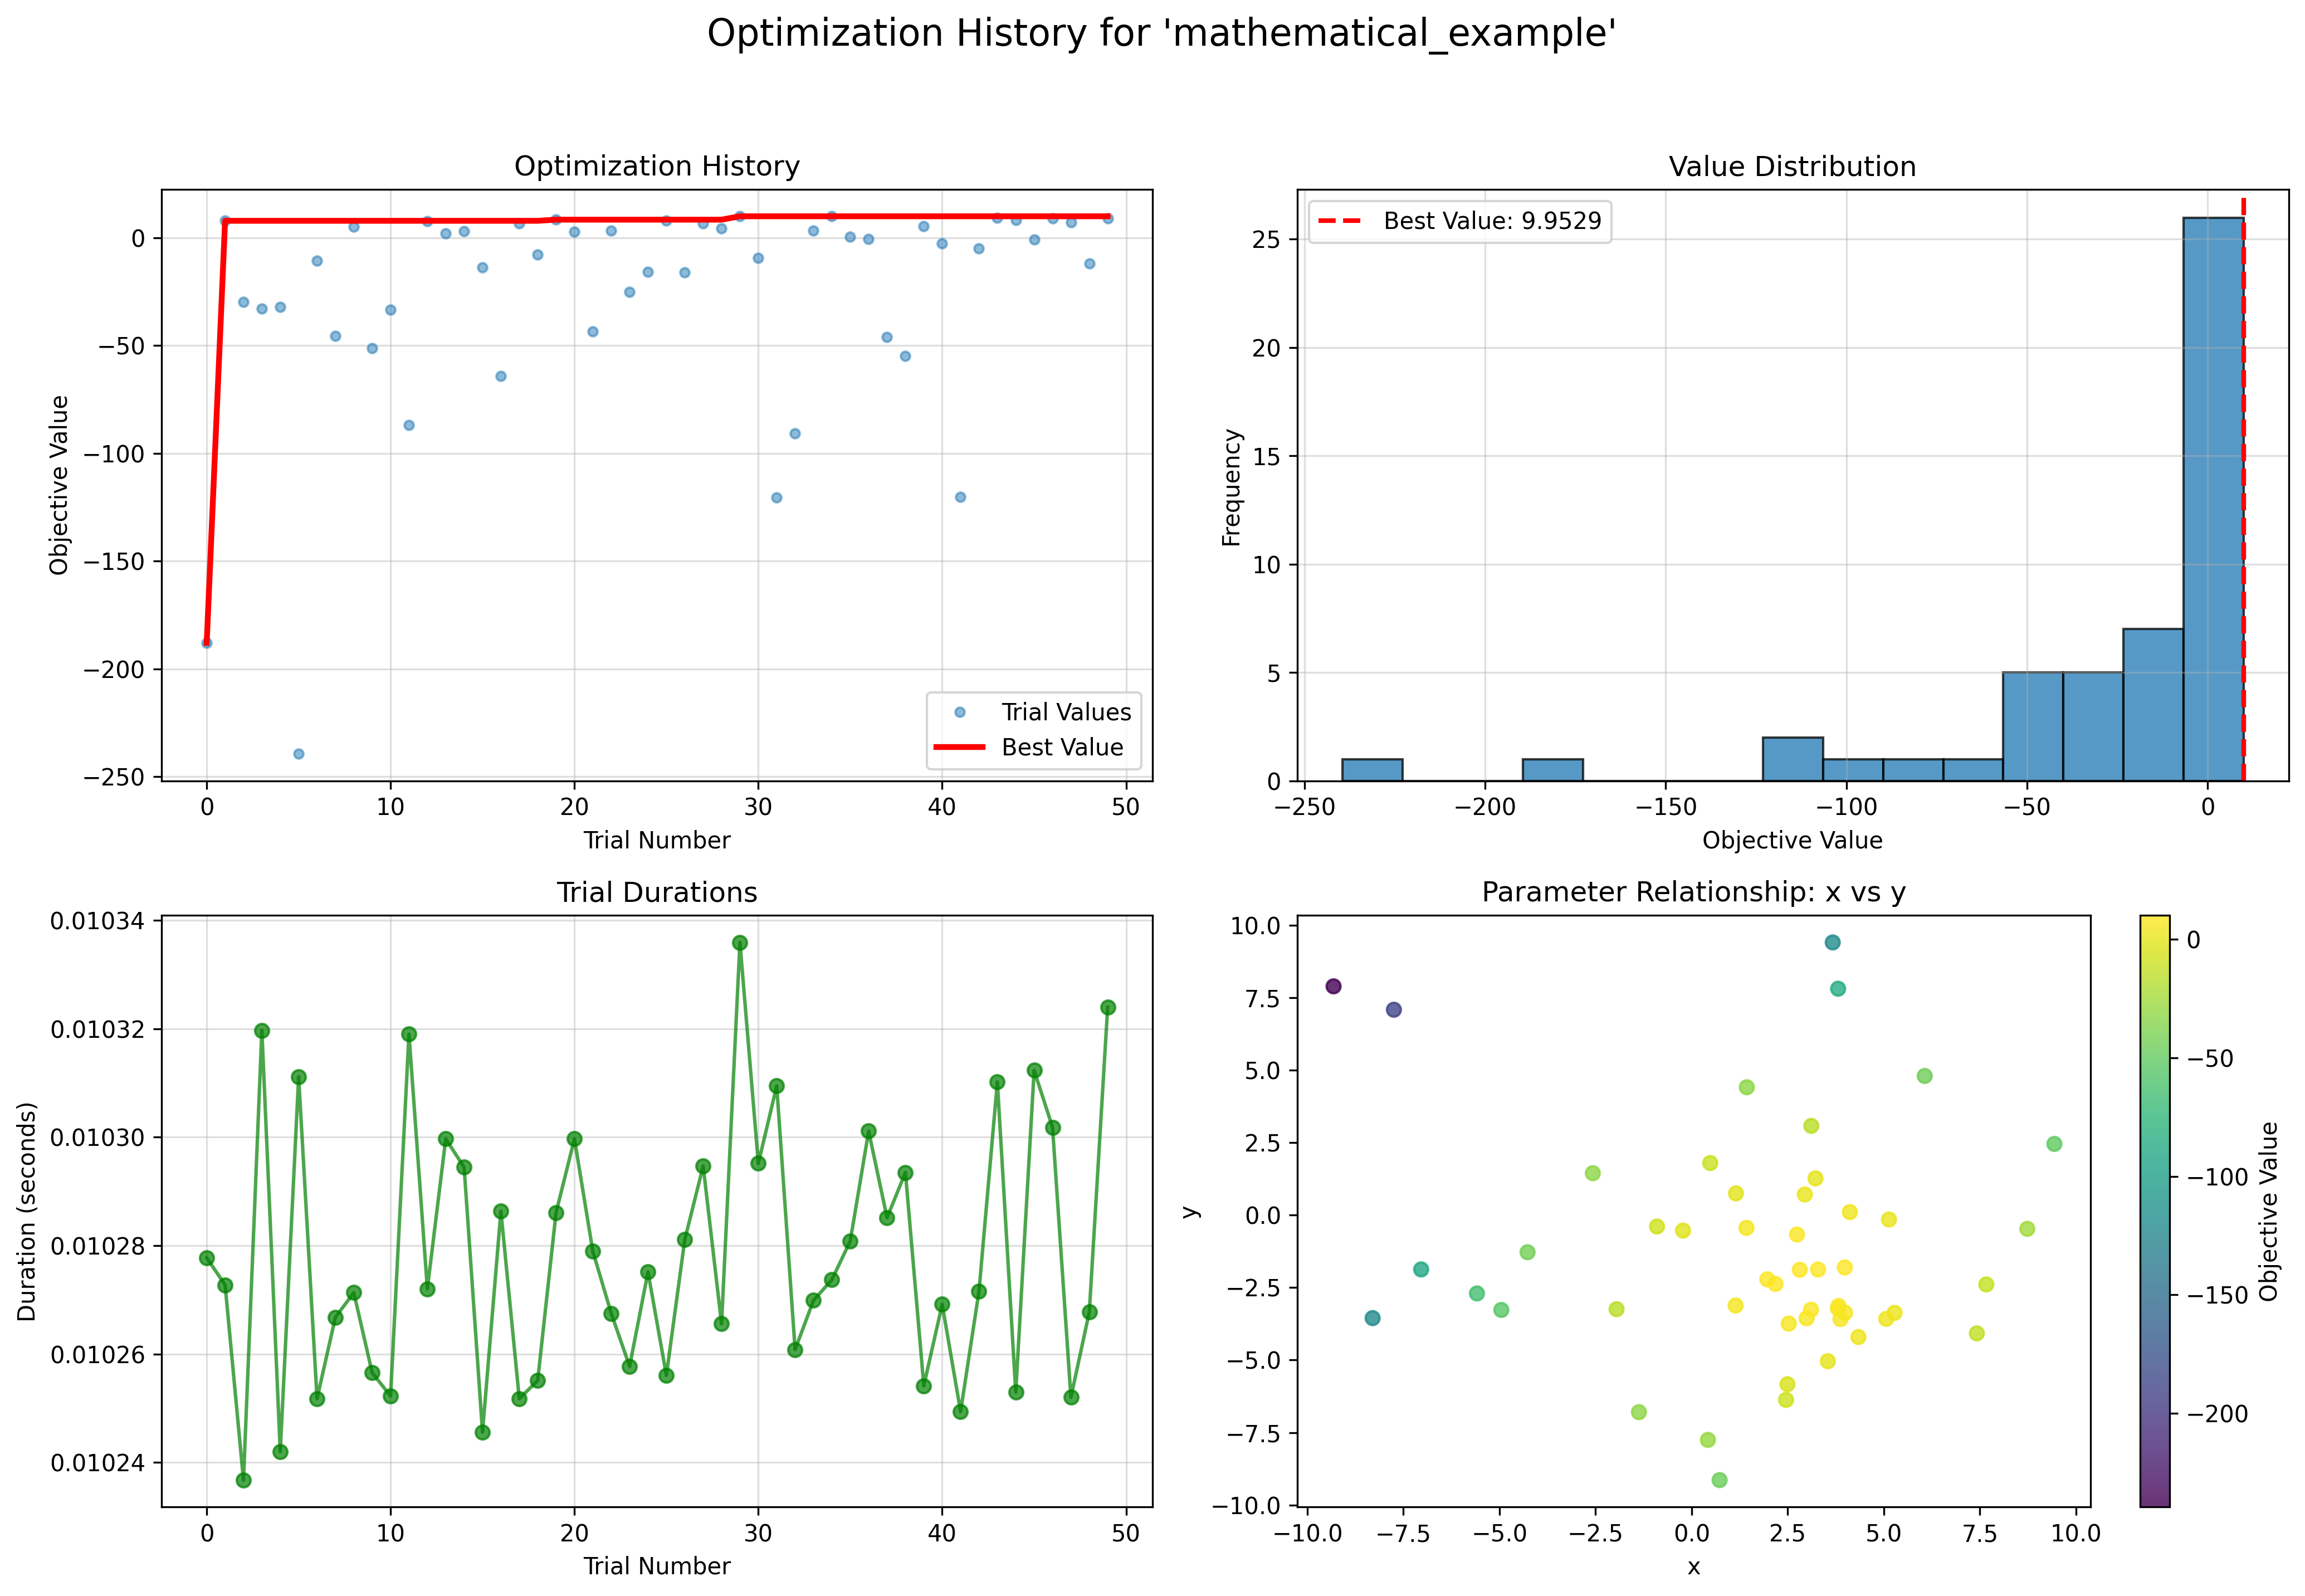 Optimization History for 'mathematical_example'
Optimization History
Objective Value
0
−50
−100
−150
−200
−250
Trial Values
Best Value
0 10 20 30 40 50
Trial Number
Value Distribution
Best Value: 9.9529
Frequency
25
20
15
10
5
0
−250 −200 −150 −100 −50 0
Objective Value
Trial Durations
Duration (seconds)
0.01034
0.01032
0.01030
0.01028
0.01026
0.01024
0 10 20 30 40 50
Trial Number
Parameter Relationship: x vs y
y
10.0
7.5
5.0
2.5
0.0
−2.5
−5.0
−7.5
−10.0
−10.0 −7.5 −5.0 −2.5 0.0 2.5 5.0 7.5 10.0
x
0
−50
−100
−150
−200
Objective Value